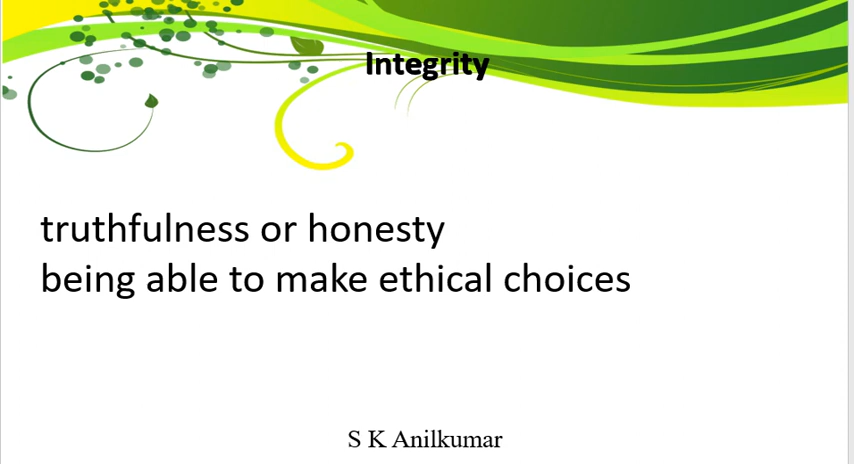 Integrity
truthfulness or honesty
being able to make ethical choices
S K Anilkumar